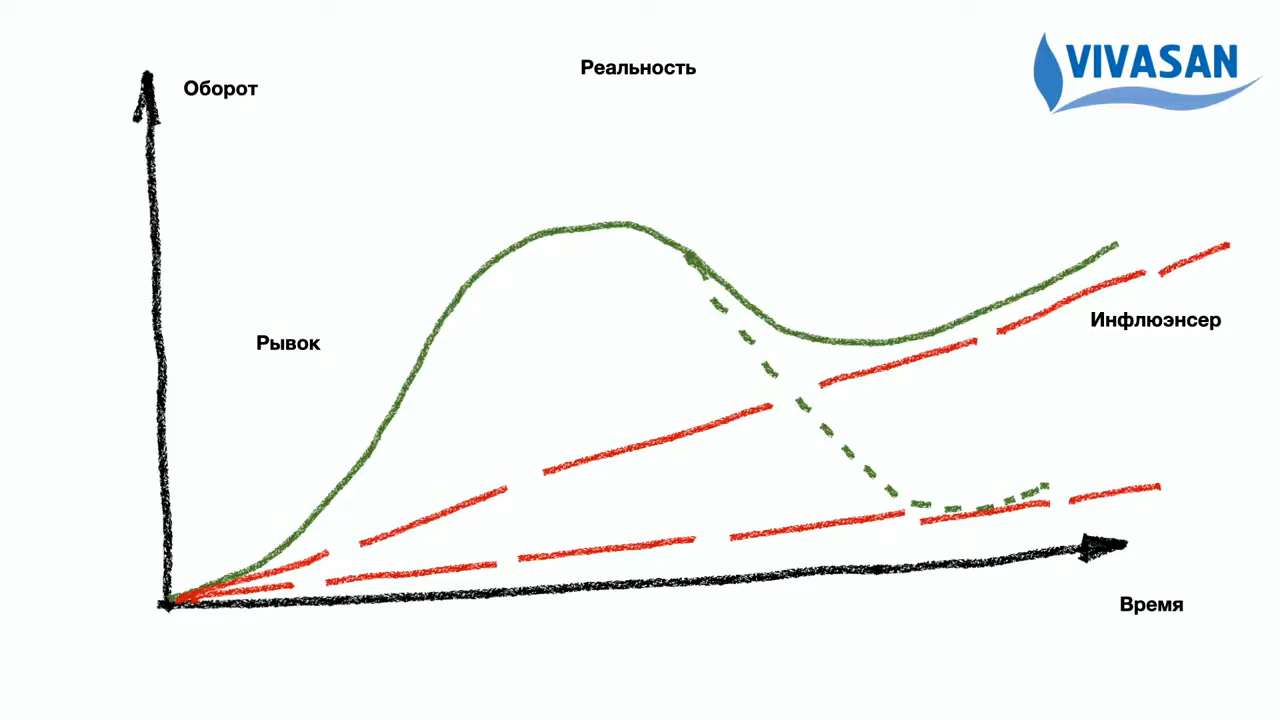 Реальность
VIVASAN
Оборот
Рывок
Инфлюэнсер
Время